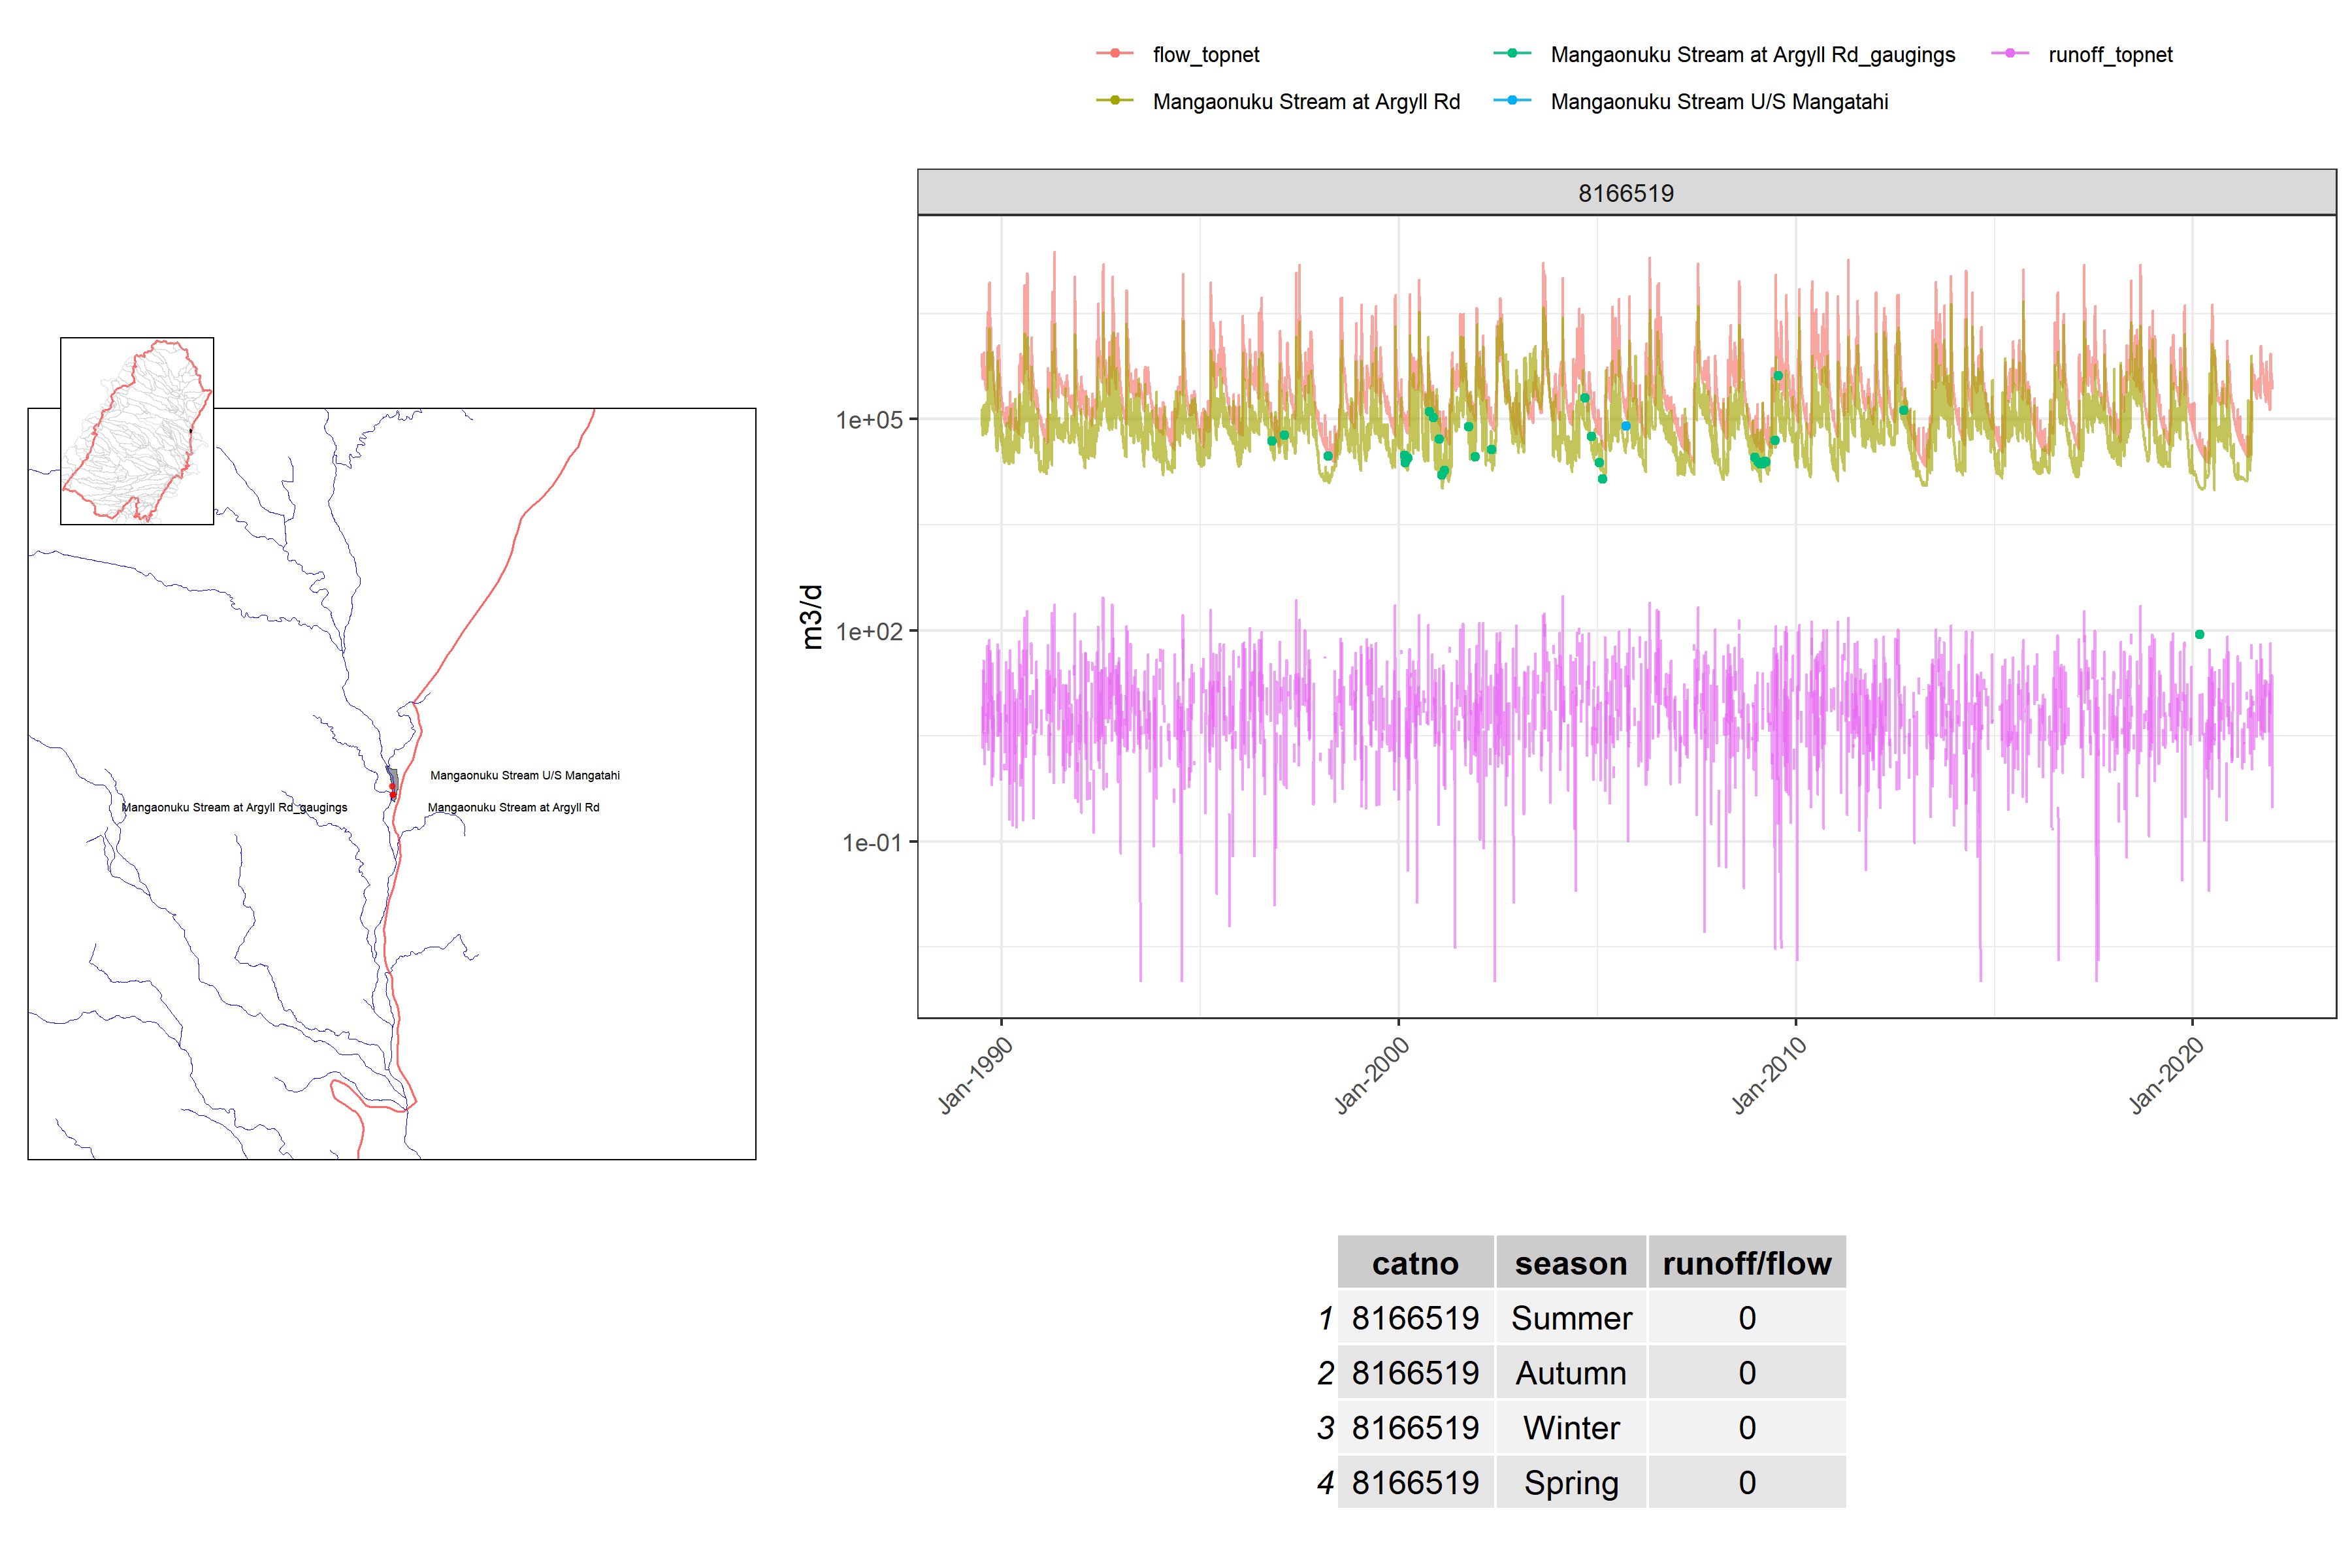 flow_topnet
Mangaonuku Stream at Argyll Rd_gaugings
runoff_topnet
Mangaonuku Stream at Argyll Rd
Mangaonuku Stream U/S Mangatahi
8166519
1e+05
1e+02
1e-01
m3/d
Jan-1990
Jan-2000
Jan-2010
Jan-2020
Mangaonuku Stream U/S Mangatahi
Mangaonuku Stream at Argyll Rd_gaugings
Mangaonuku Stream at Argyll Rd
catno season runoff/flow
1 8166519 Summer 0
2 8166519 Autumn 0
3 8166519 Winter 0
4 8166519 Spring 0